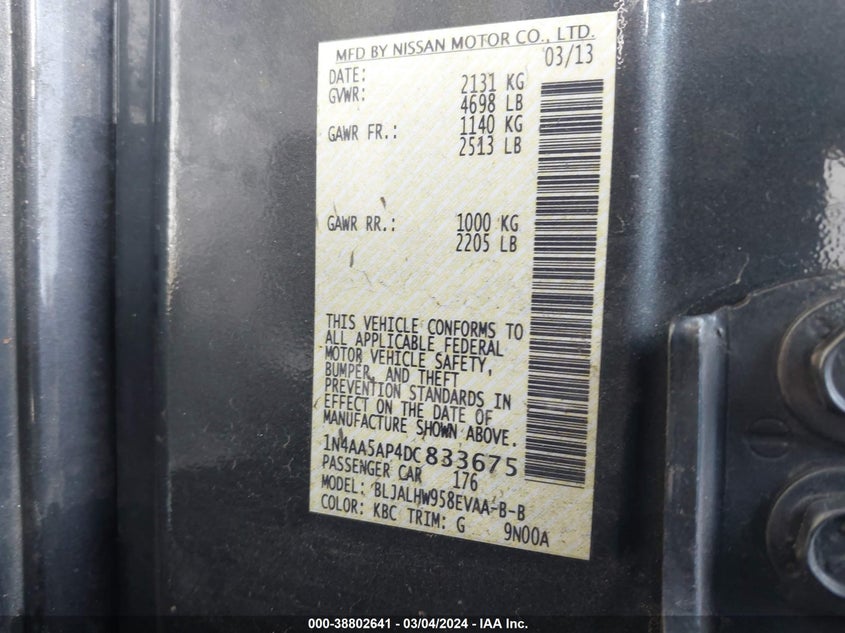 MFD BY NISSAN MOTOR CO., LTD.
DATE: 03/13
GVWR: 2131 KG
4698 LB
GAWR FR.: 1140 KG
2513 LB
GAWR RR.: 1000 KG
2205 LB
THIS VEHICLE CONFORMS TO
ALL APPLICABLE FEDERAL
MOTOR VEHICLE SAFETY,
BUMPER, AND THEFT
PREVENTION STANDARDS IN
EFFECT ON THE DATE OF
MANUFACTURE SHOWN ABOVE.
1N4AA5AP4DC833675
PASSENGER CAR 176
MODEL: BLJALHW958EVAA-B-B
COLOR: KBC TRIM: G 9N00A
000-38802641 - 03/04/2024 - IAA Inc.